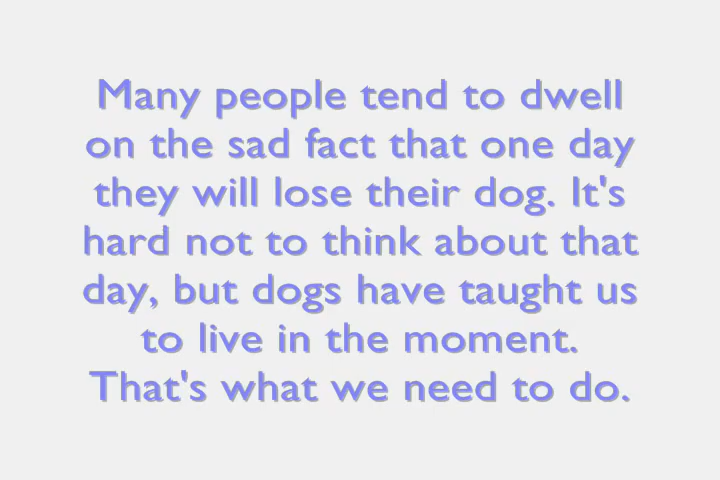 Many people tend to dwell
on the sad fact that one day
they will lose their dog. It's
hard not to think about that
day, but dogs have taught us
to live in the moment.
That's what we need to do.